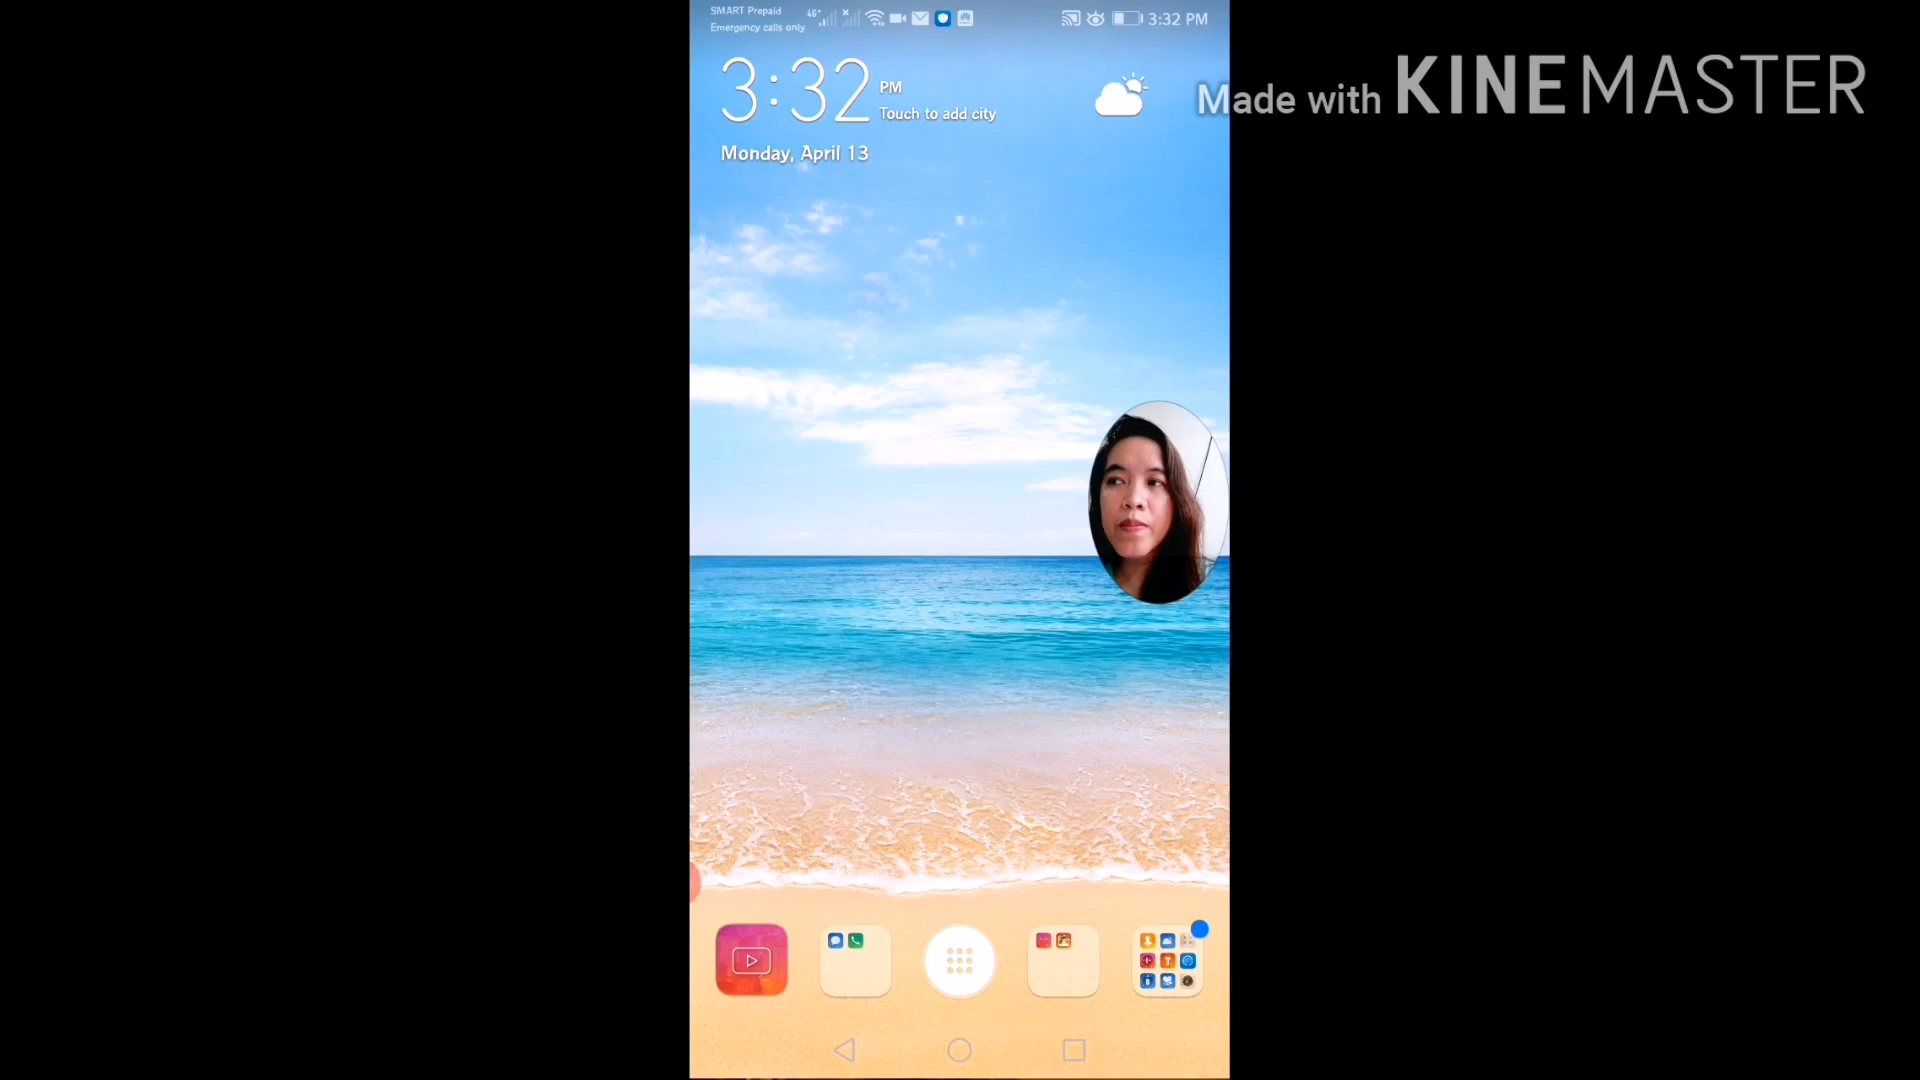 SMART Prepaid
Emergency calls only
4G+
3:32 PM
3:32 PM
Touch to add city
Monday, April 13
Made with KINEMASTER